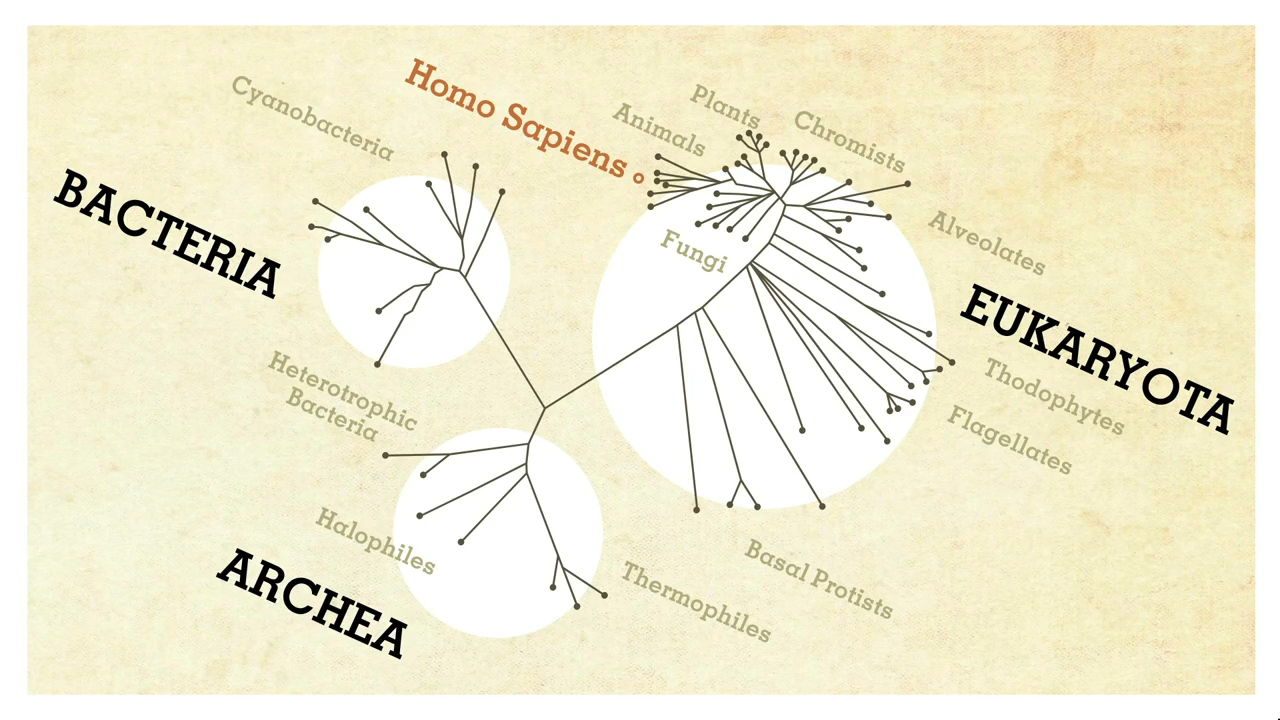 Cyanobacteria
Homo Sapiens
Animals
Plants
Chromists
BACTERIA
Fungi
Alveolates
EUKARYOTA
Heterotrophic
Bacteria
Thodophytes
Flagellates
Halophiles
ARCHEA
Thermophiles
Basal Protists